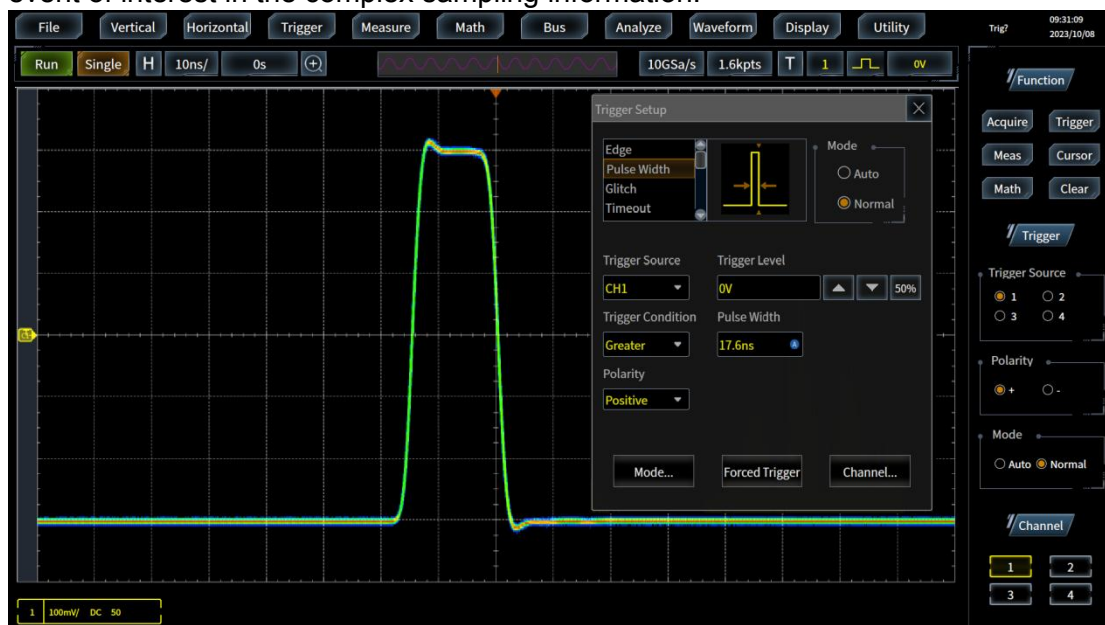 event of interest in the complex sampling information.
File Vertical Horizontal Trigger Measure Math Bus Analyze Waveform Display Utility Trig? 09:31:09
2023/10/08
Run Single H 10ns/ 0s 10GSa/s 1.6kpts T 1 0V
Function
Trigger Setup
Acquire Trigger
Edge Mode
Meas Cursor
Pulse Width Auto
Glitch Math Clear
Timeout Normal
Trigger
Trigger Source Trigger Level
Trigger Source
CH1 0V 50%
1 2
3 4
Trigger Condition Pulse Width
Greater 17.6ns
Polarity
Polarity
+ -
Positive
Mode
Auto Normal
Mode... Forced Trigger Channel...
Channel
1 2
3 4
1 100mV/ DC 50